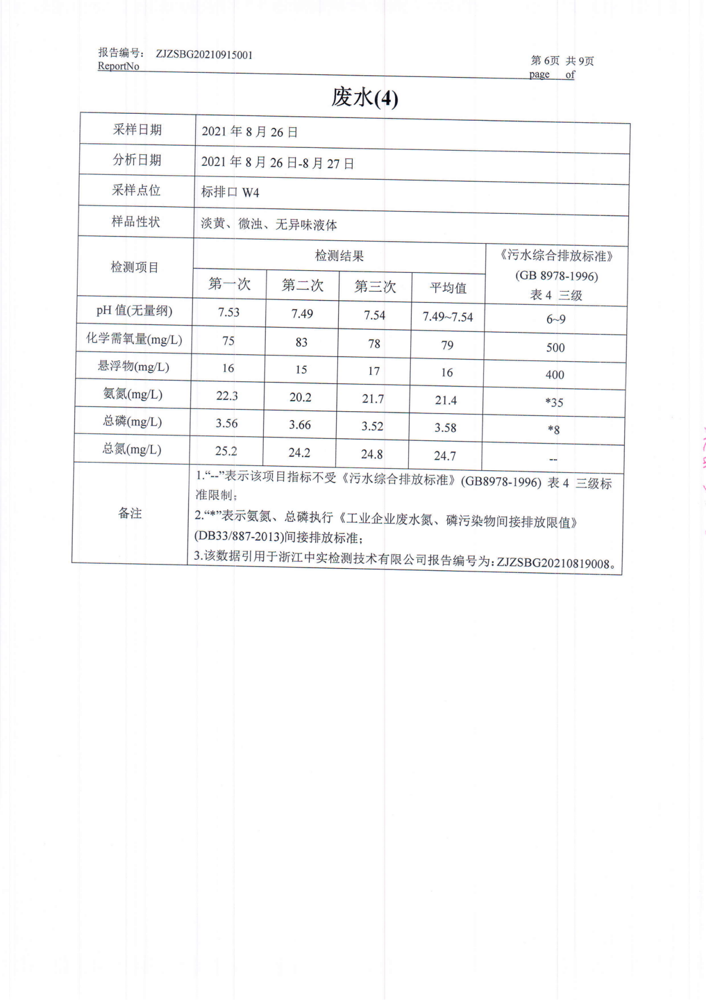 报告编号： ZJZSBG20210915001
ReportNo
第 6页 共 9页
page of
废水(4)
采样日期 2021 年 8 月 26 日
分析日期 2021 年 8 月 26 日-8 月 27 日
采样点位 标排口 W4
样品性状 淡黄、微浊、无异味液体
检测项目 检测结果 《污水综合排放标准》
(GB 8978-1996)
表 4 三级
第一次 第二次 第三次 平均值
pH 值(无量纲) 7.53 7.49 7.54 7.49~7.54 6~9
化学需氧量(mg/L) 75 83 78 79 500
悬浮物(mg/L) 16 15 17 16 400
氨氮(mg/L) 22.3 20.2 21.7 21.4 *35
总磷(mg/L) 3.56 3.66 3.52 3.58 *8
总氮(mg/L) 25.2 24.2 24.8 24.7 --
备注
1.“--”表示该项目指标不受《污水综合排放标准》(GB8978-1996) 表 4 三级标
准限制；
2.“*”表示氨氮、总磷执行《工业企业废水氮、磷污染物间接排放限值》
(DB33/887-2013)间接排放标准；
3.该数据引用于浙江中实检测技术有限公司报告编号为：ZJZSBG20210819008。